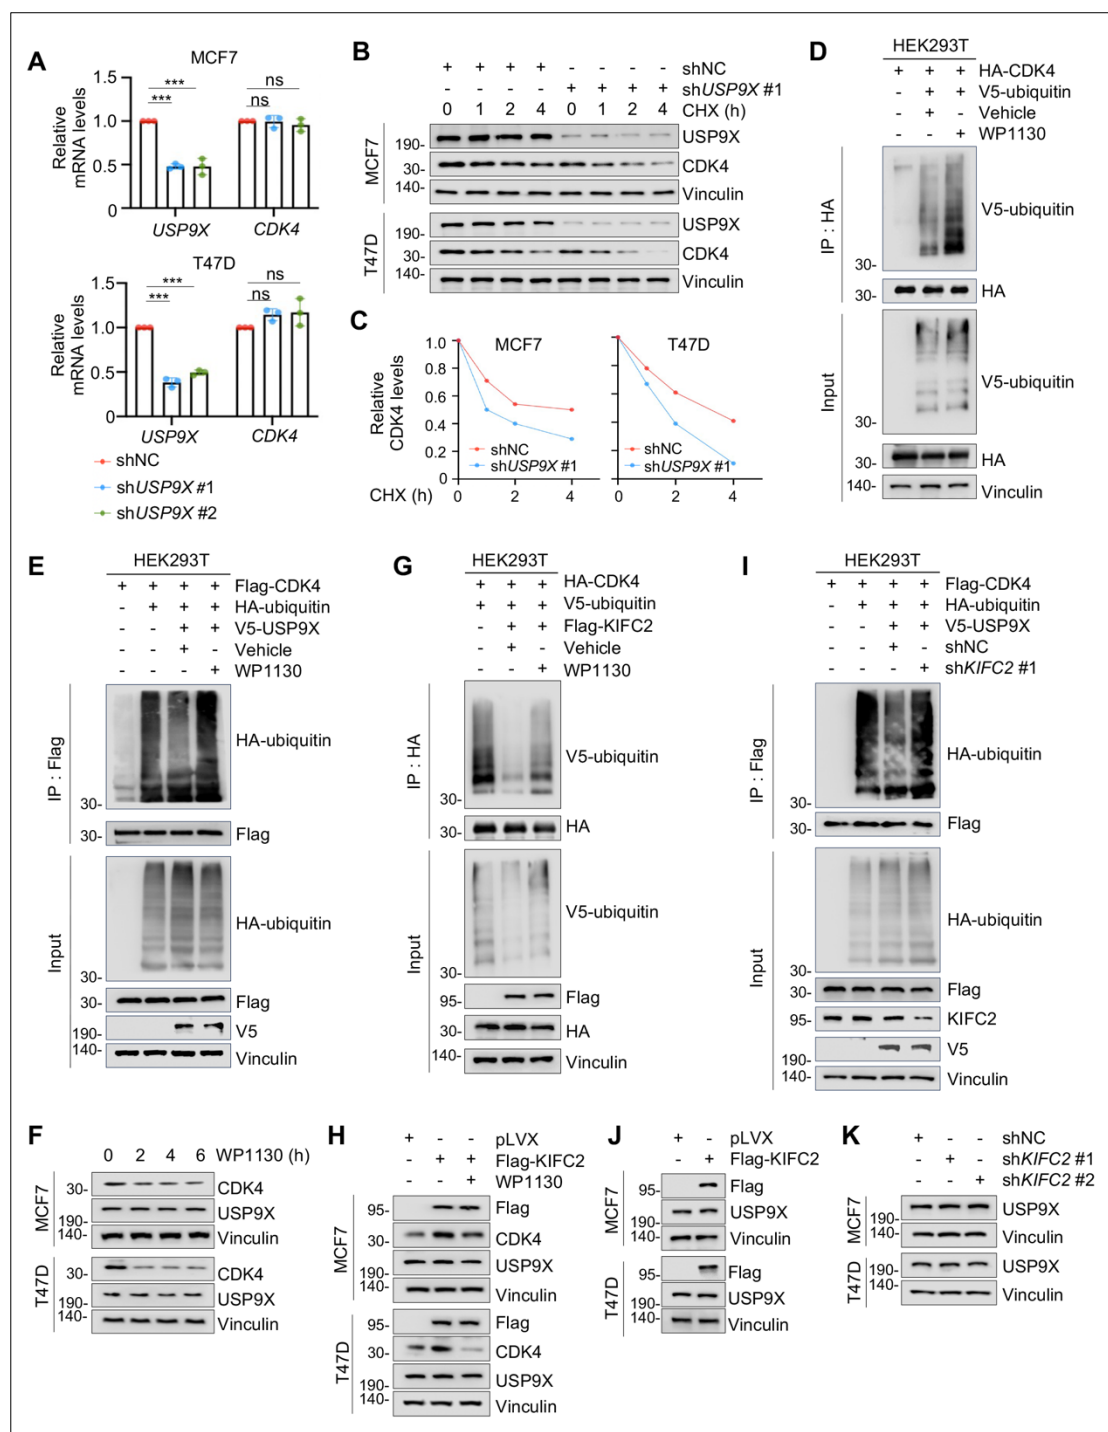 A
MCF7
Relative
mRNA levels
1.5
1.0
0.5
0
*** ***
ns ns
USP9X CDK4
T47D
Relative
mRNA levels
1.5
1.0
0.5
0
*** ***
ns ns
USP9X CDK4
shNC
shUSP9X #1
shUSP9X #2
B
+ + + + - - - - shNC
- - - - + + + + shUSP9X #1
0 1 2 4 0 1 2 4 CHX (h)
MCF7
190- USP9X
CDK4
140- Vinculin
T47D
190- USP9X
CDK4
140- Vinculin
C
Relative
CDK4 levels
MCF7 T47D
1.0
0.8
0.6
0.4
0.2
0
shNC shNC
shUSP9X #1 shUSP9X #1
CHX (h) 0 2 4 0 2 4
D
HEK293T
+ + + HA-CDK4
- + + V5-ubiquitin
- + - Vehicle
- - + WP1130
IP : HA
V5-ubiquitin
30-
30- HA
Input
V5-ubiquitin
30-
30- HA
140- Vinculin
E
HEK293T
+ + + + Flag-CDK4
- + + + HA-ubiquitin
- - + + V5-USP9X
- - + - Vehicle
- - - + WP1130
IP : Flag
HA-ubiquitin
30-
30- Flag
Input
HA-ubiquitin
30-
30- Flag
190- V5
140- Vinculin
G
HEK293T
+ + + HA-CDK4
+ + + V5-ubiquitin
- + + Flag-KIFC2
- + - Vehicle
- - + WP1130
IP : HA
V5-ubiquitin
30-
30- HA
Input
V5-ubiquitin
30-
95- Flag
30- HA
140- Vinculin
I
HEK293T
+ + + + Flag-CDK4
- + + + HA-ubiquitin
- - + + V5-USP9X
- - + - shNC
- - - + shKIFC2 #1
IP : Flag
HA-ubiquitin
30-
30- Flag
Input
HA-ubiquitin
30-
30- Flag
95- KIFC2
190- V5
140- Vinculin
F
0 2 4 6 WP1130 (h)
MCF7
30- CDK4
190- USP9X
140- Vinculin
T47D
30- CDK4
190- USP9X
140- Vinculin
H
+ - - pLVX
- + + Flag-KIFC2
- - + WP1130
MCF7
95- Flag
30- CDK4
190- USP9X
140- Vinculin
T47D
95- Flag
30- CDK4
190- USP9X
140- Vinculin
J
+ - pLVX
- + Flag-KIFC2
MCF7
95- Flag
190- USP9X
140- Vinculin
T47D
95- Flag
190- USP9X
140- Vinculin
K
+ - - shNC
- + - shKIFC2 #1
- - + shKIFC2 #2
MCF7
190- USP9X
140- Vinculin
T47D
190- USP9X
140- Vinculin